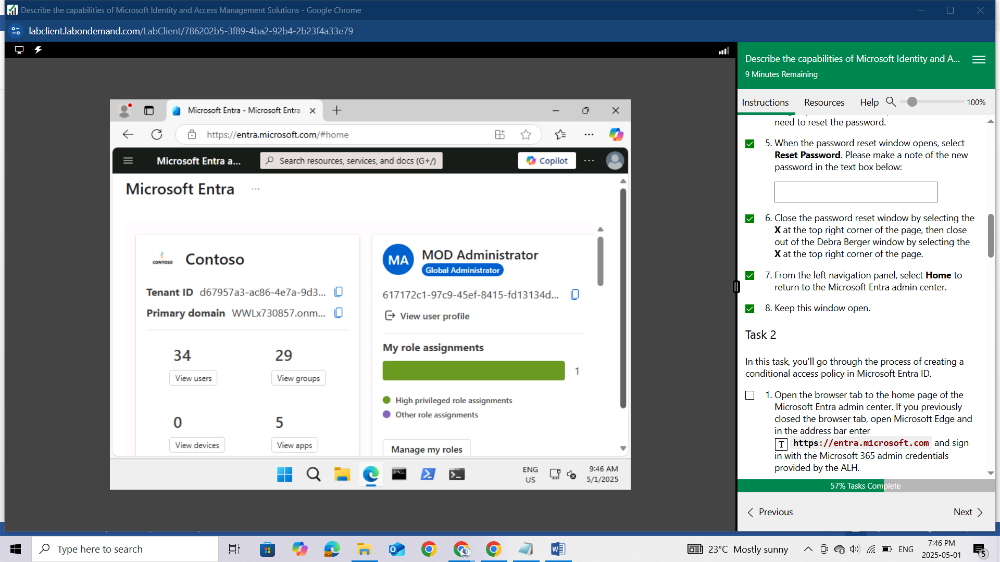 Describe the capabilities of Microsoft Identity and Access Management Solutions - Google Chrome
labclient.labondemand.com/LabClient/786202b5-3f89-4ba2-92b4-2b23f4a33e79
Microsoft Entra - Microsoft Entra
https://entra.microsoft.com/#home
Microsoft Entra a...
Search resources, services, and docs (G+/)
Copilot
Microsoft Entra
CONTOSO
Contoso
Tenant ID d67957a3-ac86-4e7a-9d3...
Primary domain WWLx730857.onm...
34
29
View users
View groups
0
5
View devices
View apps
MA
MOD Administrator
Global Administrator
617172c1-97c9-45ef-8415-fd13134d...
View user profile
My role assignments
1
High privileged role assignments
Other role assignments
Manage my roles
ENG
US
9:46 AM
5/1/2025
Describe the capabilities of Microsoft Identity and A...
9 Minutes Remaining
Instructions
Resources
Help
100%
need to reset the password.
5. When the password reset window opens, select
Reset Password. Please make a note of the new
password in the text box below:
6. Close the password reset window by selecting the
X at the top right corner of the page, then close
out of the Debra Berger window by selecting the
X at the top right corner of the page.
7. From the left navigation panel, select Home to
return to the Microsoft Entra admin center.
8. Keep this window open.
Task 2
In this task, you'll go through the process of creating a
conditional access policy in Microsoft Entra ID.
1. Open the browser tab to the home page of the
Microsoft Entra admin center. If you previously
closed the browser tab, open Microsoft Edge and
in the address bar enter
T https://entra.microsoft.com and sign
in with the Microsoft 365 admin credentials
provided by the ALH.
57% Tasks Complete
Previous
Next
Type here to search
23°C Mostly sunny
ENG
7:46 PM
2025-05-01
5